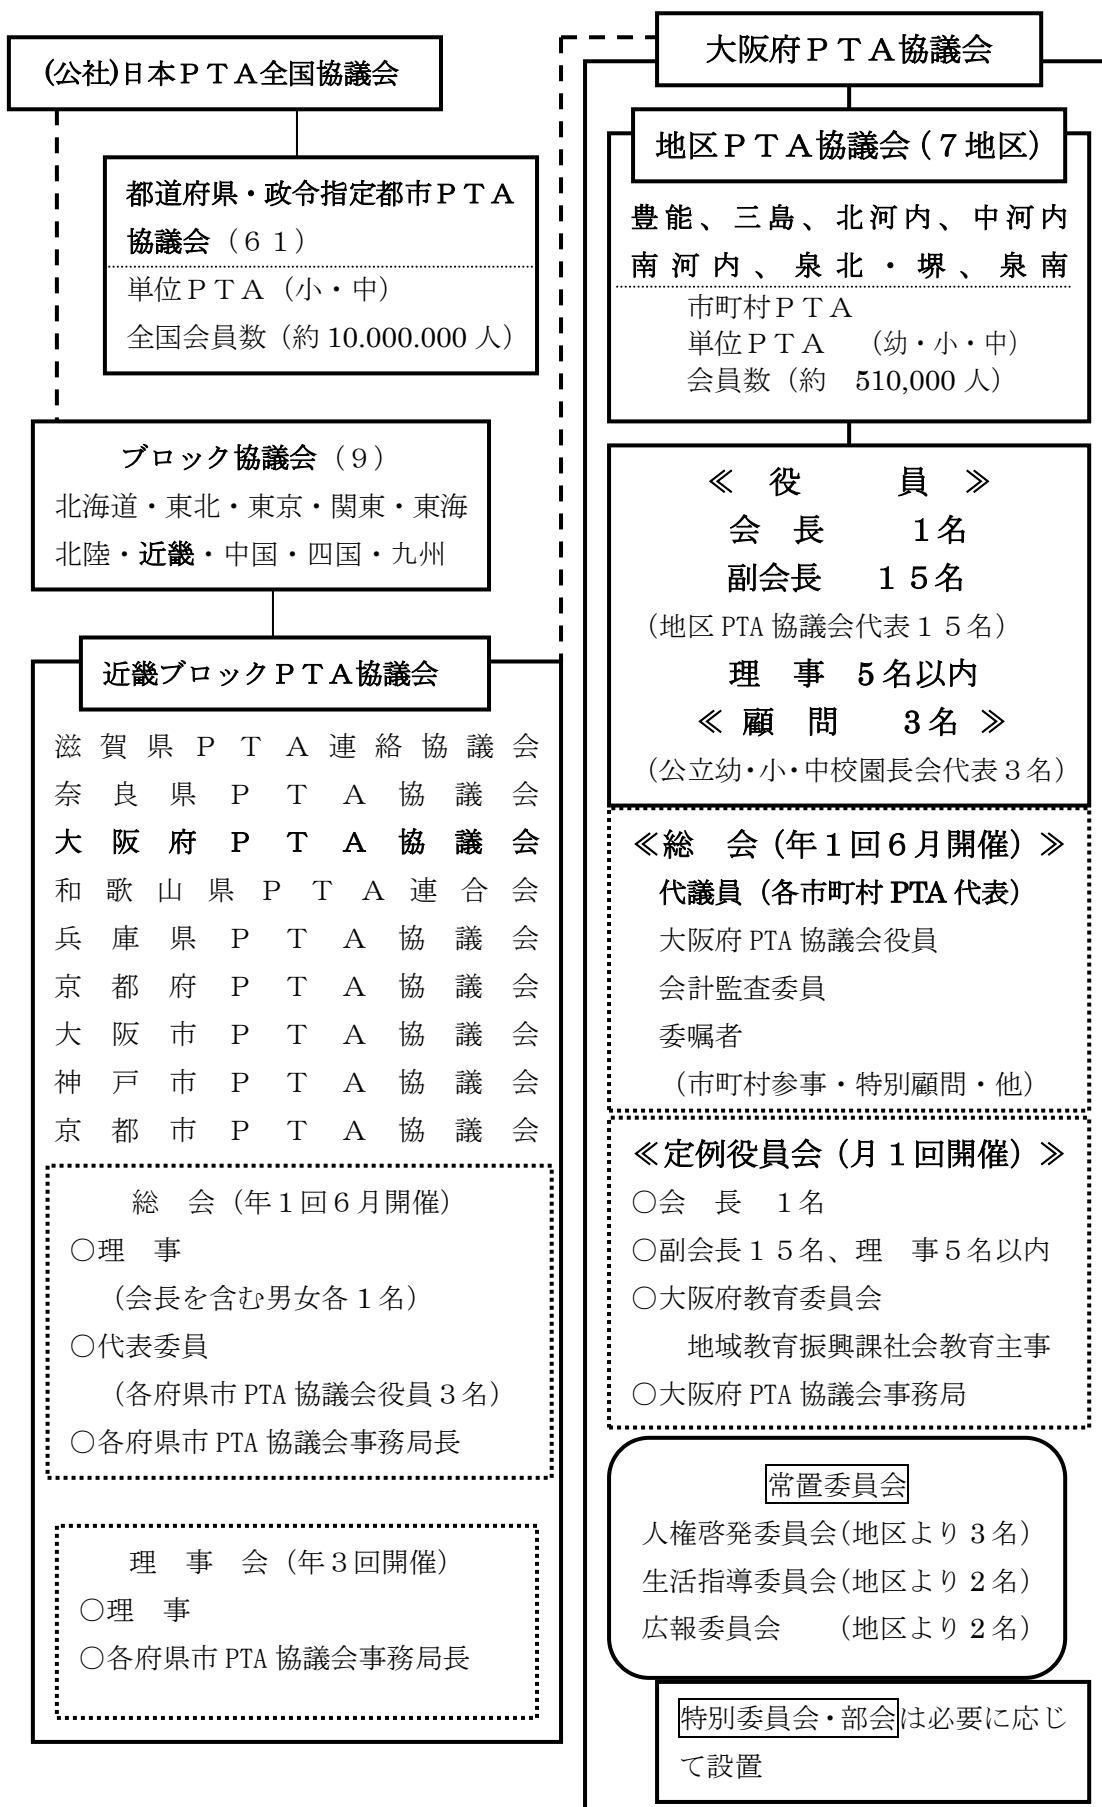 (公社)日本ＰＴＡ全国協議会
都道府県・政令指定都市ＰＴＡ
協議会（６１）
単位ＰＴＡ（小・中）
全国会員数（約 10.000.000 人）
ブロック協議会（９）
北海道・東北・東京・関東・東海
北陸・近畿・中国・四国・九州
近畿ブロックＰＴＡ協議会
滋賀県ＰＴＡ連絡協議会
奈良県ＰＴＡ協議会
大阪府ＰＴＡ協議会
和歌山県ＰＴＡ連合会
兵庫県ＰＴＡ協議会
京都府ＰＴＡ協議会
大阪市ＰＴＡ協議会
神戸市ＰＴＡ協議会
京都市ＰＴＡ協議会
総　会（年１回６月開催）
○理　事
（会長を含む男女各１名）
○代表委員
（各府県市 PTA 協議会役員３名）
○各府県市 PTA 協議会事務局長
理　事　会（年３回開催）
○理　事
○各府県市 PTA 協議会事務局長
大阪府ＰＴＡ協議会
地区ＰＴＡ協議会（７地区）
豊能、三島、北河内、中河内
南河内、泉北・堺、泉南
市町村ＰＴＡ
単位ＰＴＡ　（幼・小・中）
会員数（約　510,000 人）
≪　役　　員　≫
会　長　　１名
副会長　１５名
（地区 PTA 協議会代表１５名）
理　事　５名以内
≪ 顧　問　３名 ≫
（公立幼・小・中校園長会代表３名）
≪総　会（年１回６月開催）≫
代議員（各市町村 PTA 代表）
大阪府 PTA 協議会役員
会計監査委員
委嘱者
（市町村参事・特別顧問・他）
≪定例役員会（月１回開催）≫
○会　長　１名
○副会長１５名、理　事５名以内
○大阪府教育委員会
地域教育振興課社会教育主事
○大阪府 PTA 協議会事務局
常置委員会
人権啓発委員会（地区より３名）
生活指導委員会（地区より２名）
広報委員会　　（地区より２名）
特別委員会・部会は必要に応じ
て設置